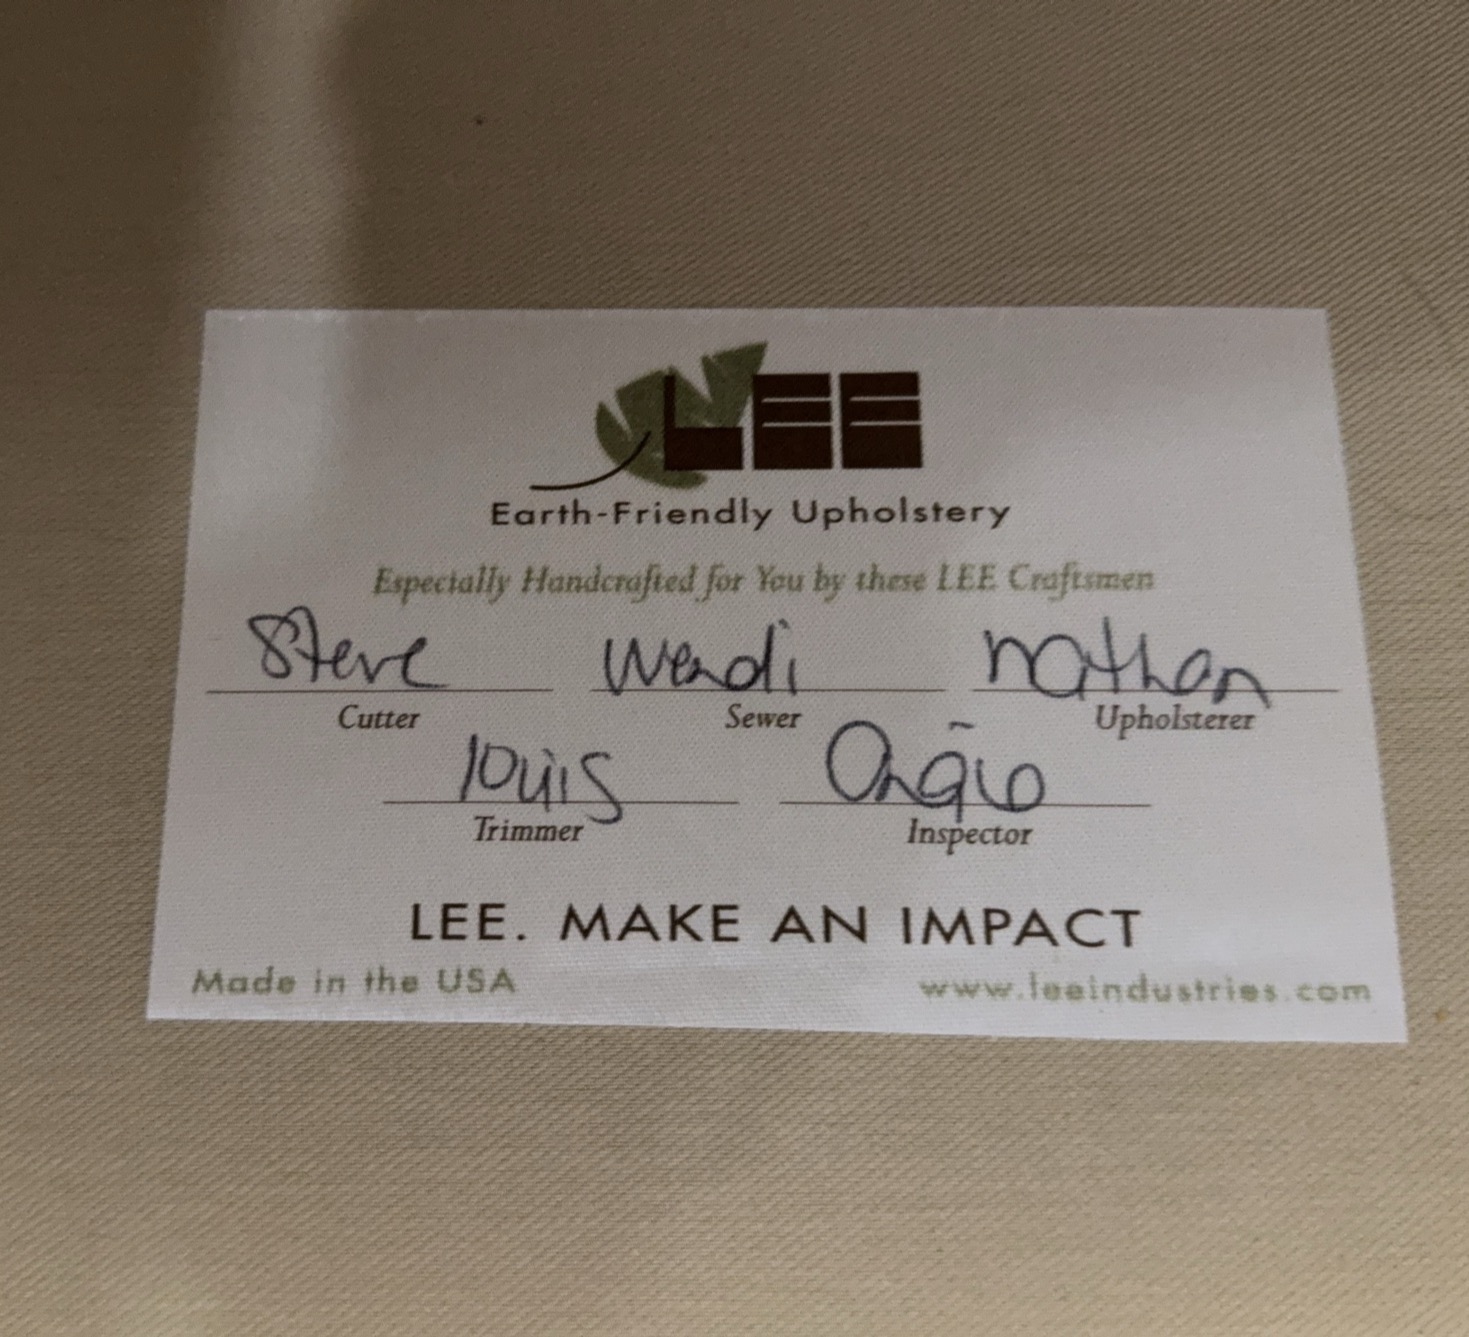 LEE
Earth-Friendly Upholstery
Especially Handcrafted for You by these LEE Craftsmen
Steve Wendi nathan
Cutter Sewer Upholsterer
louis Angie
Trimmer Inspector
LEE. MAKE AN IMPACT
Made in the USA www.leeindustries.com